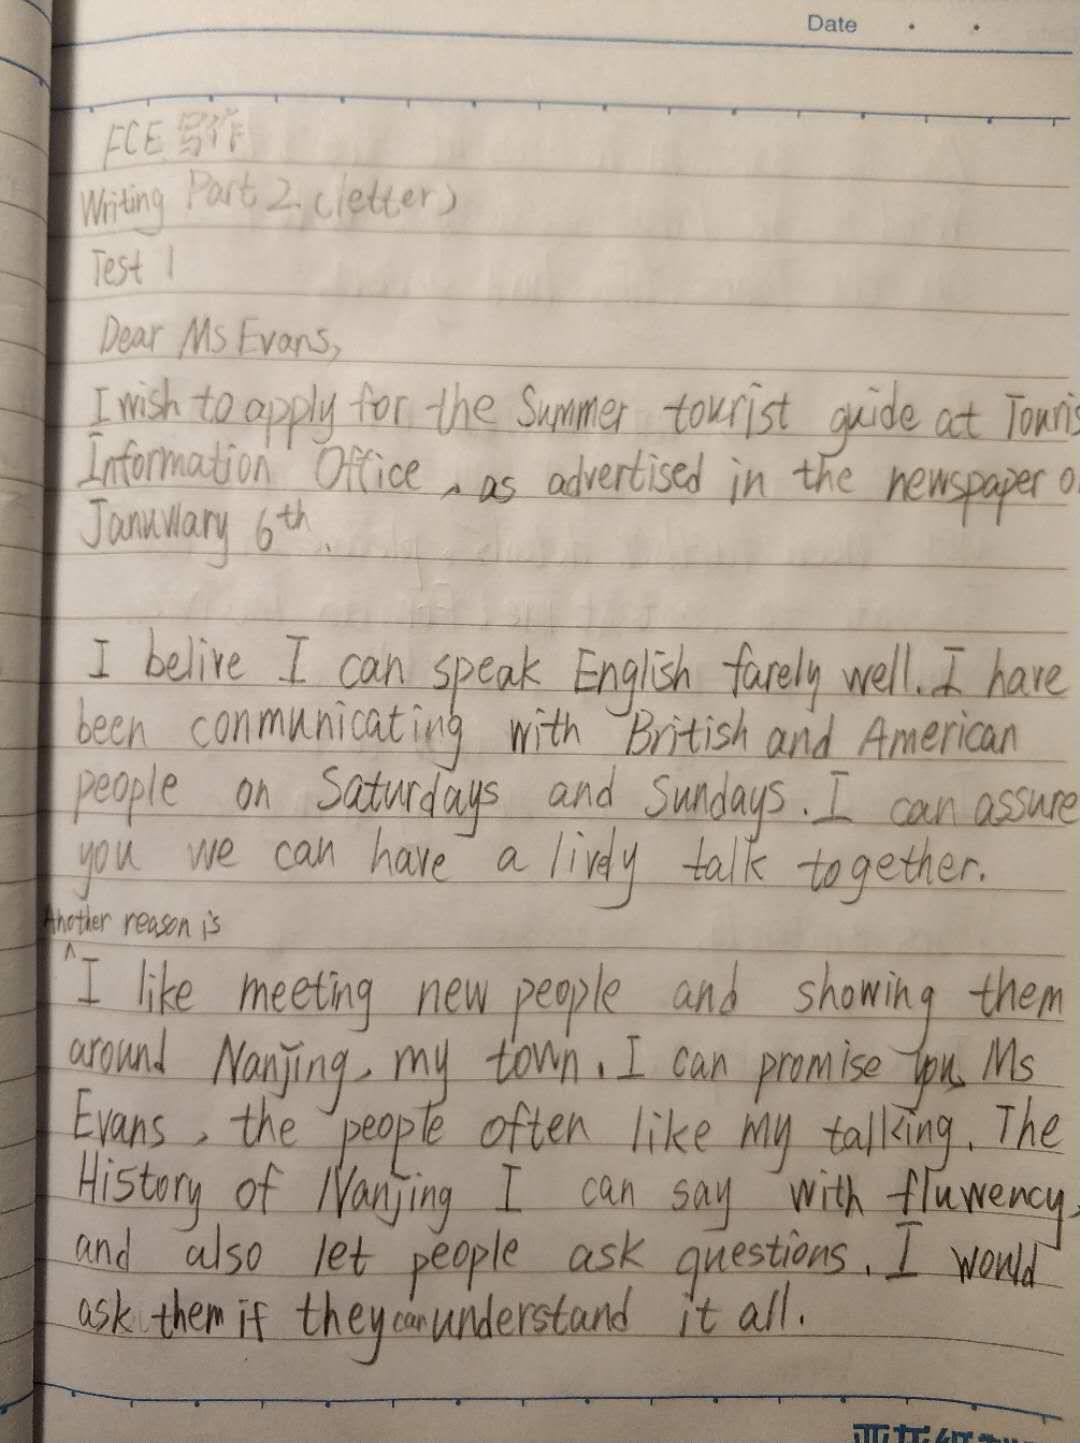 Date
FCE 写作
Writing Part 2 (letter)
Test 1
Dear Ms Evans,
I wish to apply for the Summer tourist guide at
Information Office, as advertised in the newspaper
Januwary 6th.
I belive I can speak English farely well. I have
been conmunicating with British and American
people on Saturdays and Sundays. I can assure
you we can have a livdy talk together.
Another reason is
^
I like meeting new people and showing them
around Nanjing, my town. I can promise you, Ms
Evans, the people often like my talking. The
History of Nanjing I can say with fluwency,
and also let people ask questions. I would
ask them if they can understand it all.